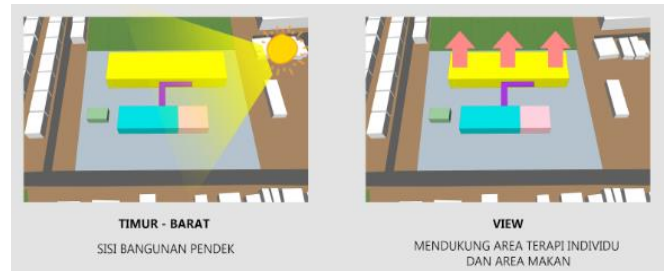 TIMUR - BARAT
SISI BANGUNAN PENDEK
VIEW
MENDUKUNG AREA TERAPI INDIVIDU
DAN AREA MAKAN